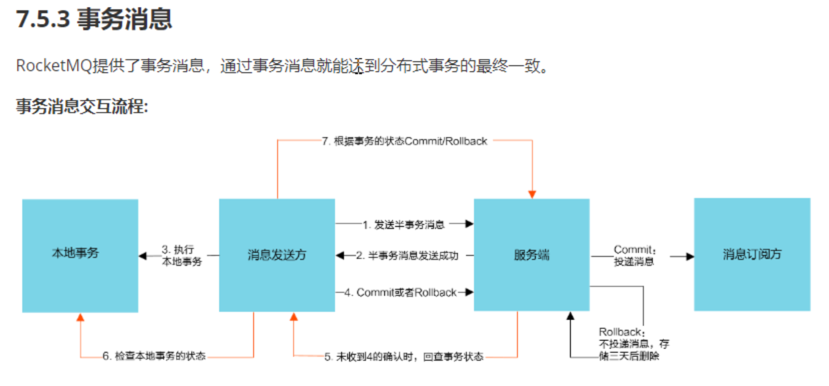 7.5.3 事务消息
RocketMQ提供了事务消息，通过事务消息就能达到分布式事务的最终一致。
事务消息交互流程:
7. 根据事务的状态Commit/Rollback
本地事务
3. 执行
本地事务
消息发送方
1. 发送半事务消息
2. 半事务消息发送成功
4. Commit或者Rollback
服务端
Commit：
投递消息
消息订阅方
Rollback：
不投递消息，存
储三天后删除
6. 检查本地事务的状态
5. 未收到4的确认时，回查事务状态